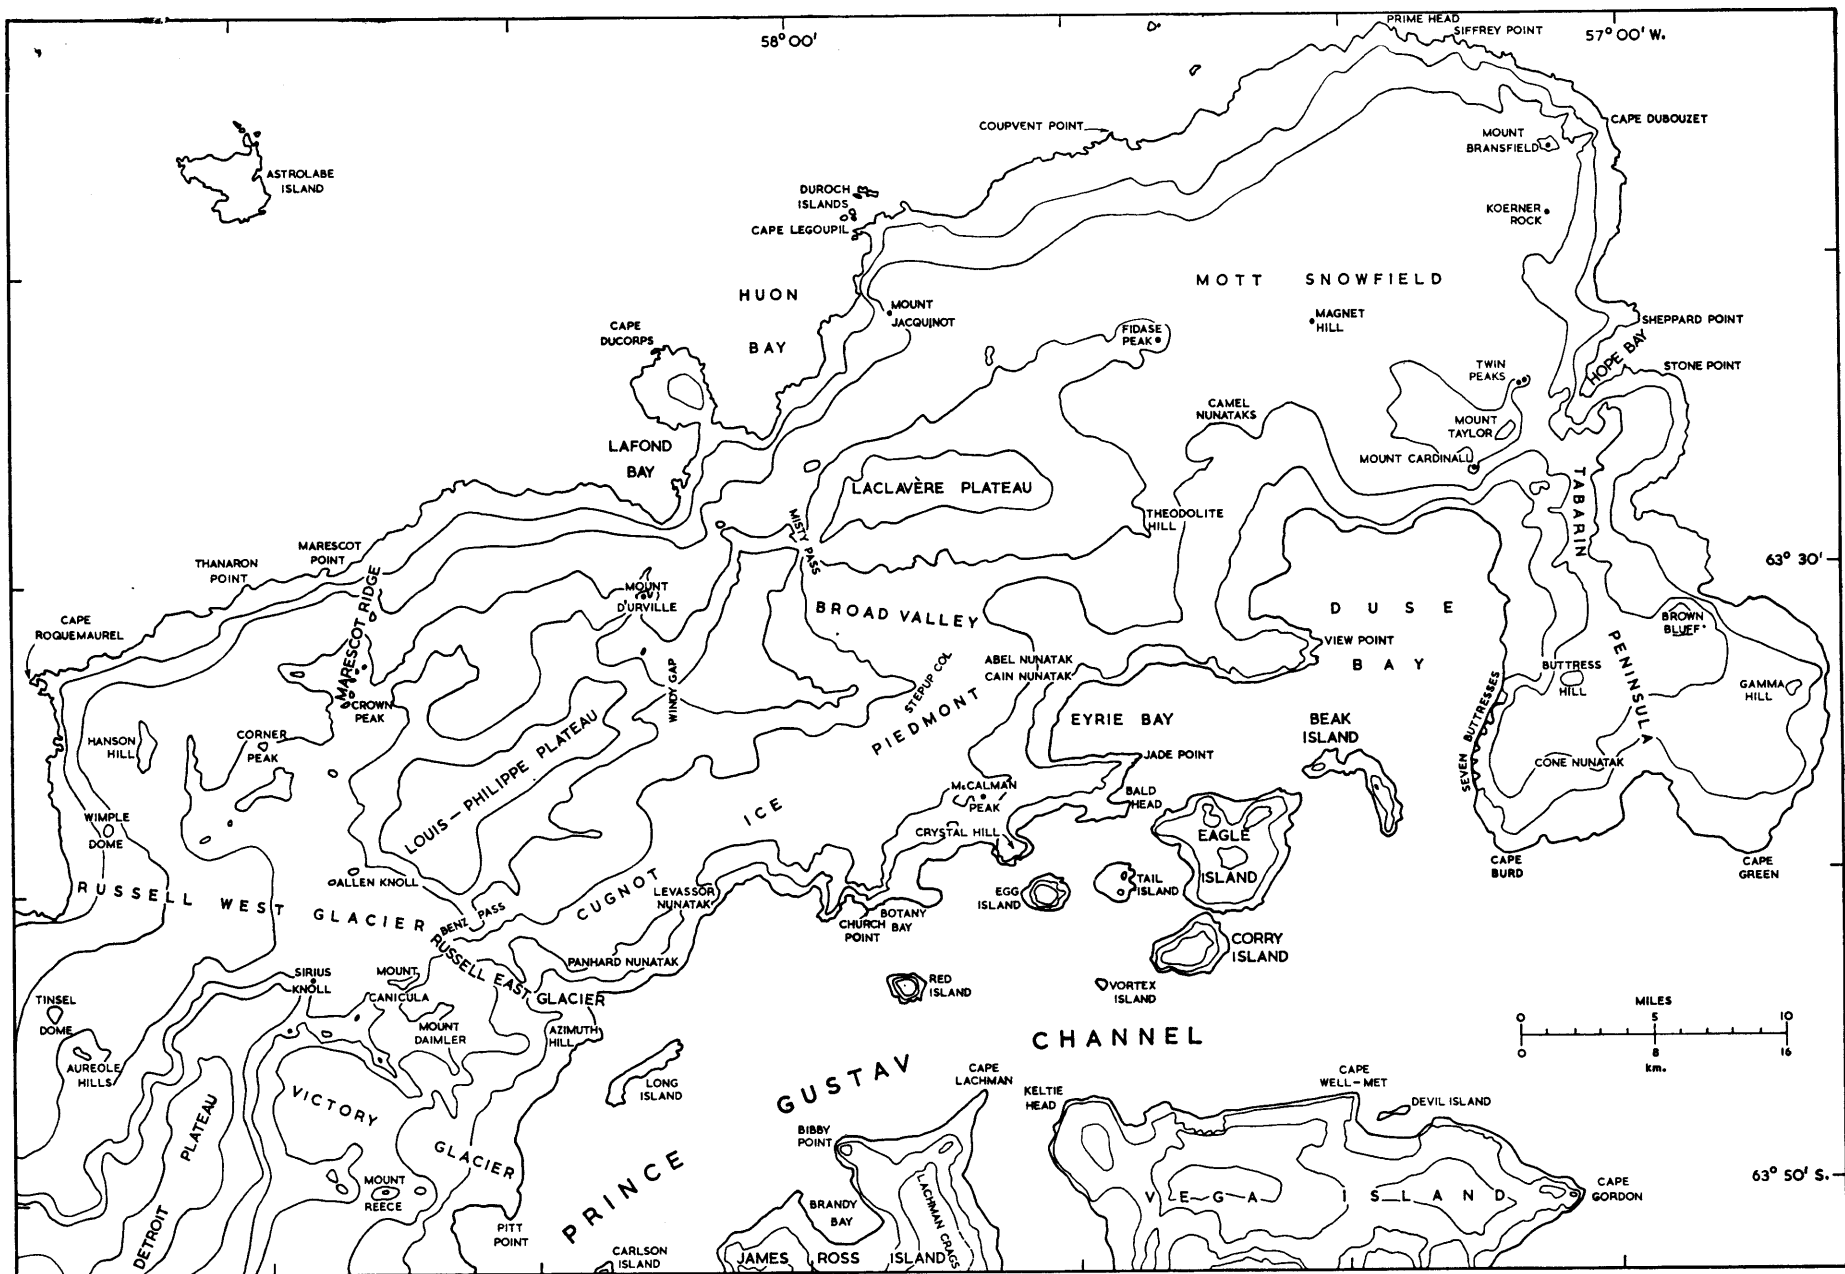 58° 00'
PRIME HEAD
SIFFREY POINT
57° 00' W.
COUPVENT POINT
CAPE DUBOUZET
MOUNT
BRANSFIELD
ASTROLABE
ISLAND
DUROCH
ISLANDS
CAPE LEGOUPIL
KOERNER
ROCK
HUON
BAY
MOTT SNOWFIELD
MOUNT
JACQUINOT
MAGNET
HILL
SHEPPARD POINT
CAPE
DUCORPS
FIDASE
PEAK
HOPE BAY
STONE POINT
TWIN
PEAKS
CAMEL
NUNATAKS
MOUNT
TAYLOR
LAFOND
BAY
MOUNT CARDINALL
LACLAVÈRE PLATEAU
TABARIN
PENINSULA
THEODOLITE
HILL
MISTY PASS
MARESCOT
POINT
THANARON
POINT
63° 30'
MARESCOT RIDGE
MOUNT
D'URVILLE
BROAD VALLEY
DUSE
BAY
CAPE
ROQUEMAUREL
BROWN
BLUFF
VIEW POINT
ABEL NUNATAK
CAIN NUNATAK
STEPUP COL
WINDY GAP
BUTTRESS
HILL
GAMMA
HILL
CROWN
PEAK
PIEDMONT
EYRIE BAY
BEAK
ISLAND
SEVEN BUTTRESSES
HANSON
HILL
CORNER
PEAK
LOUIS-PHILIPPE PLATEAU
JADE POINT
CONE NUNATAK
McCALMAN
PEAK
BALD
HEAD
ICE
WIMPLE
DOME
CRYSTAL HILL
EAGLE
ISLAND
CAPE
BURD
CAPE
GREEN
ALLEN KNOLL
CUGNOT
LEVASSOR
NUNATAK
EGG
ISLAND
TAIL
ISLAND
RUSSELL WEST GLACIER
BENZ PASS
BOTANY
BAY
CHURCH
POINT
CORRY
ISLAND
RUSSELL EAST GLACIER
PANHARD NUNATAK
SIRIUS
KNOLL
MOUNT
CANICULA
RED
ISLAND
VORTEX
ISLAND
TINSEL
DOME
MOUNT
DAIMLER
AZIMUTH
HILL
MILES
0 5 10
0 8 16
km.
AUREOLE
HILLS
LONG
ISLAND
PRINCE GUSTAV CHANNEL
CAPE
LACHMAN
KELTIE
HEAD
CAPE
WELL-MET
DEVIL ISLAND
VICTORY
GLACIER
BIBBY
POINT
DETROIT PLATEAU
MOUNT
REECE
LACHMAN CRAGS
VEGA ISLAND
CAPE
GORDON
63° 50' S.
BRANDY
BAY
PITT
POINT
CARLSON
ISLAND
JAMES ROSS ISLAND